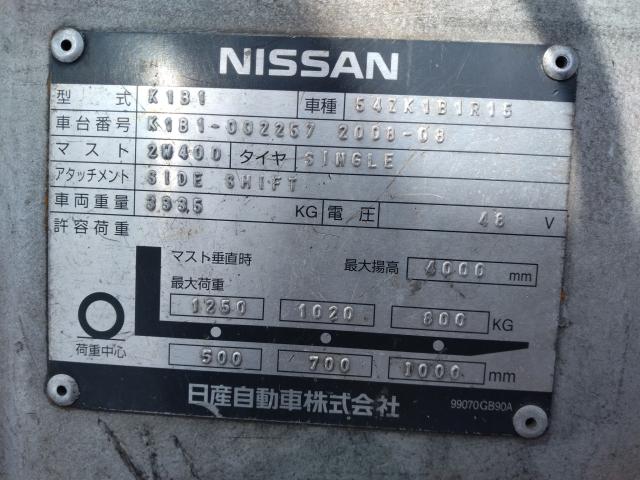 NISSAN
型式 K1B1 車種 54ZK1B1R15
車台番号 K1B1-002257 2008-08
マスト 2W400 タイヤ SINGLE
アタッチメント SIDE SHIFT
車両重量 3335 KG 電圧 48 V
許容荷重
マスト垂直時 最大揚高 4000 mm
最大荷重
1250 1020 800 KG
荷重中心 500 700 1000 mm
日産自動車株式会社 99070GB90A